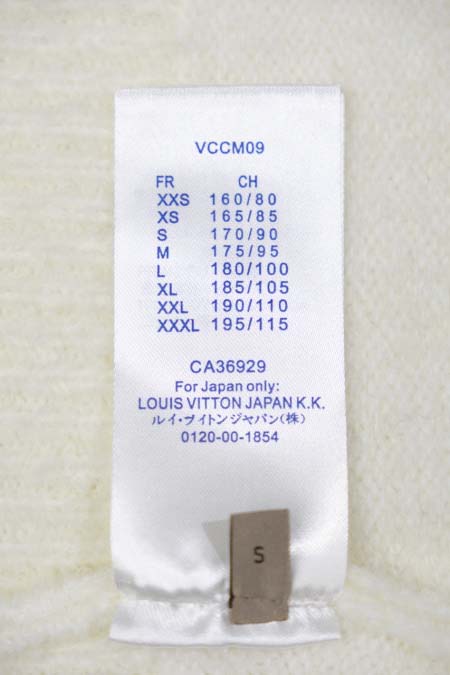 VCCM09
FR CH
XXS 160/80
XS 165/85
S 170/90
M 175/95
L 180/100
XL 185/105
XXL 190/110
XXXL 195/115
CA36929
For Japan only:
LOUIS VITTON JAPAN K.K.
ルイ・ヴイトンジャパン(株)
0120-00-1854
S